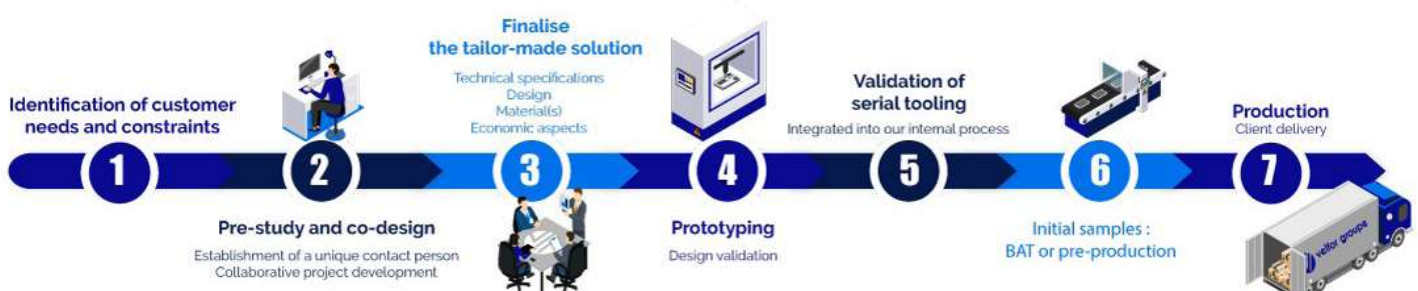 Identification of customer
needs and constraints
1
2
Pre-study and co-design
Establishment of a unique contact person
Collaborative project development
Finalise
the tailor-made solution
Technical specifications
Design
Material(s)
Economic aspects
3
4
Prototyping
Design validation
Validation of
serial tooling
Integrated into our internal process
5
6
Initial samples :
BAT or pre-production
Production
Client delivery
7
velfor groupe